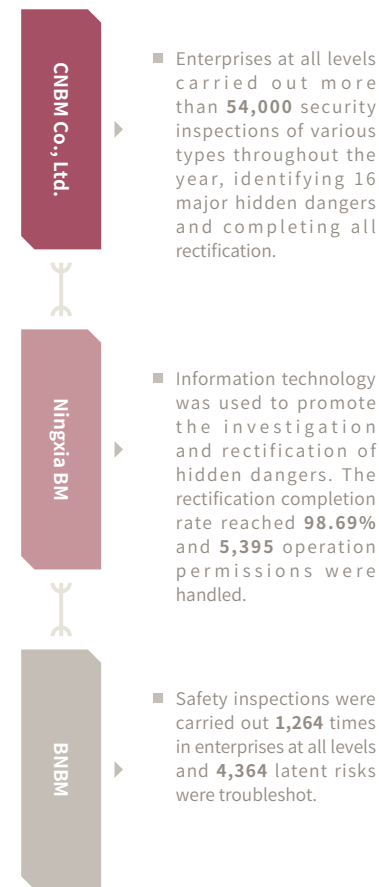 CNBM Co., Ltd.
Enterprises at all levels
carried out more
than 54,000 security
inspections of various
types throughout the
year, identifying 16
major hidden dangers
and completing all
rectification.
Ningxia BM
Information technology
was used to promote
the investigation
and rectification of
hidden dangers. The
rectification completion
rate reached 98.69%
and 5,395 operation
permissions were
handled.
BNBM
Safety inspections were
carried out 1,264 times
in enterprises at all levels
and 4,364 latent risks
were troubleshot.